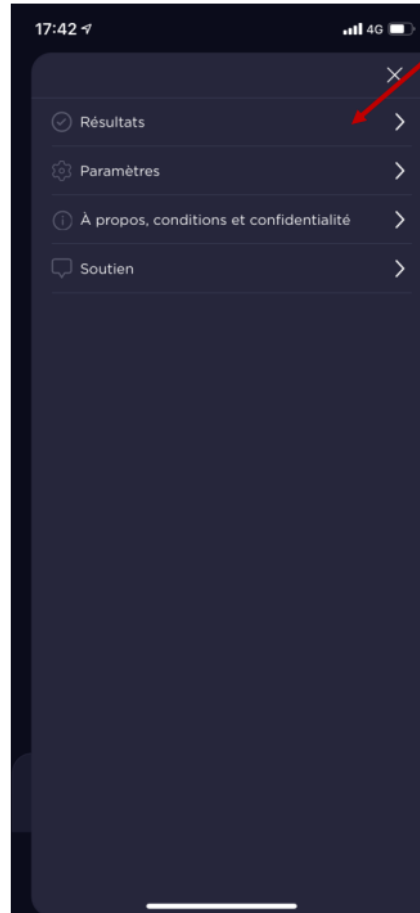 17:42
4G
Résultats
Paramètres
À propos, conditions et confidentialité
Soutien